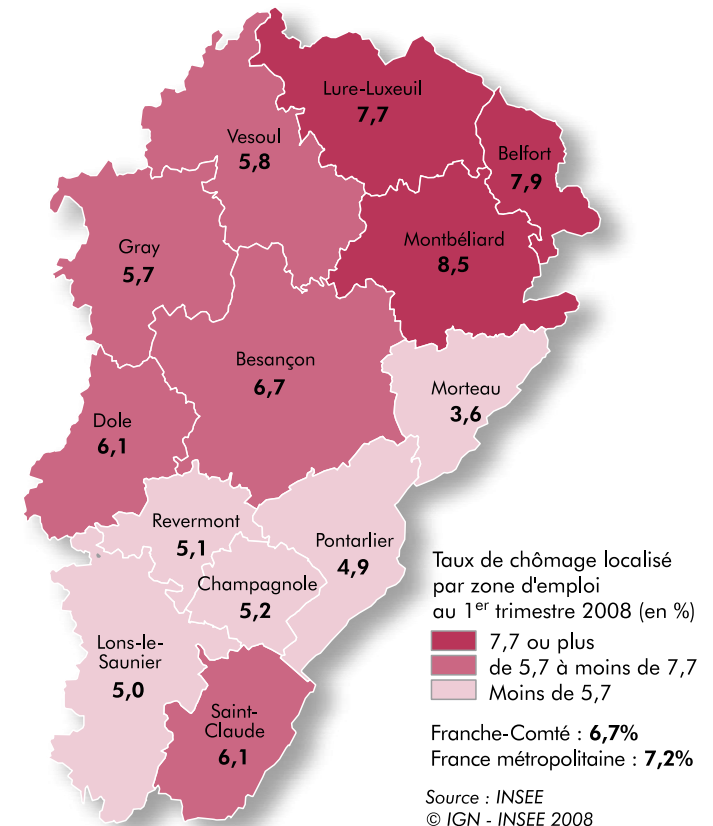 Lure-Luxeuil
7,7
Vesoul
5,8
Belfort
7,9
Gray
5,7
Montbéliard
8,5
Besançon
6,7
Morteau
3,6
Dole
6,1
Revermont
5,1
Pontarlier
4,9
Champagnole
5,2
Lons-le-
Saunier
5,0
Saint-
Claude
6,1
Taux de chômage localisé
par zone d'emploi
au 1er trimestre 2008 (en %)
7,7 ou plus
de 5,7 à moins de 7,7
Moins de 5,7
Franche-Comté : 6,7%
France métropolitaine : 7,2%
Source : INSEE
© IGN - INSEE 2008